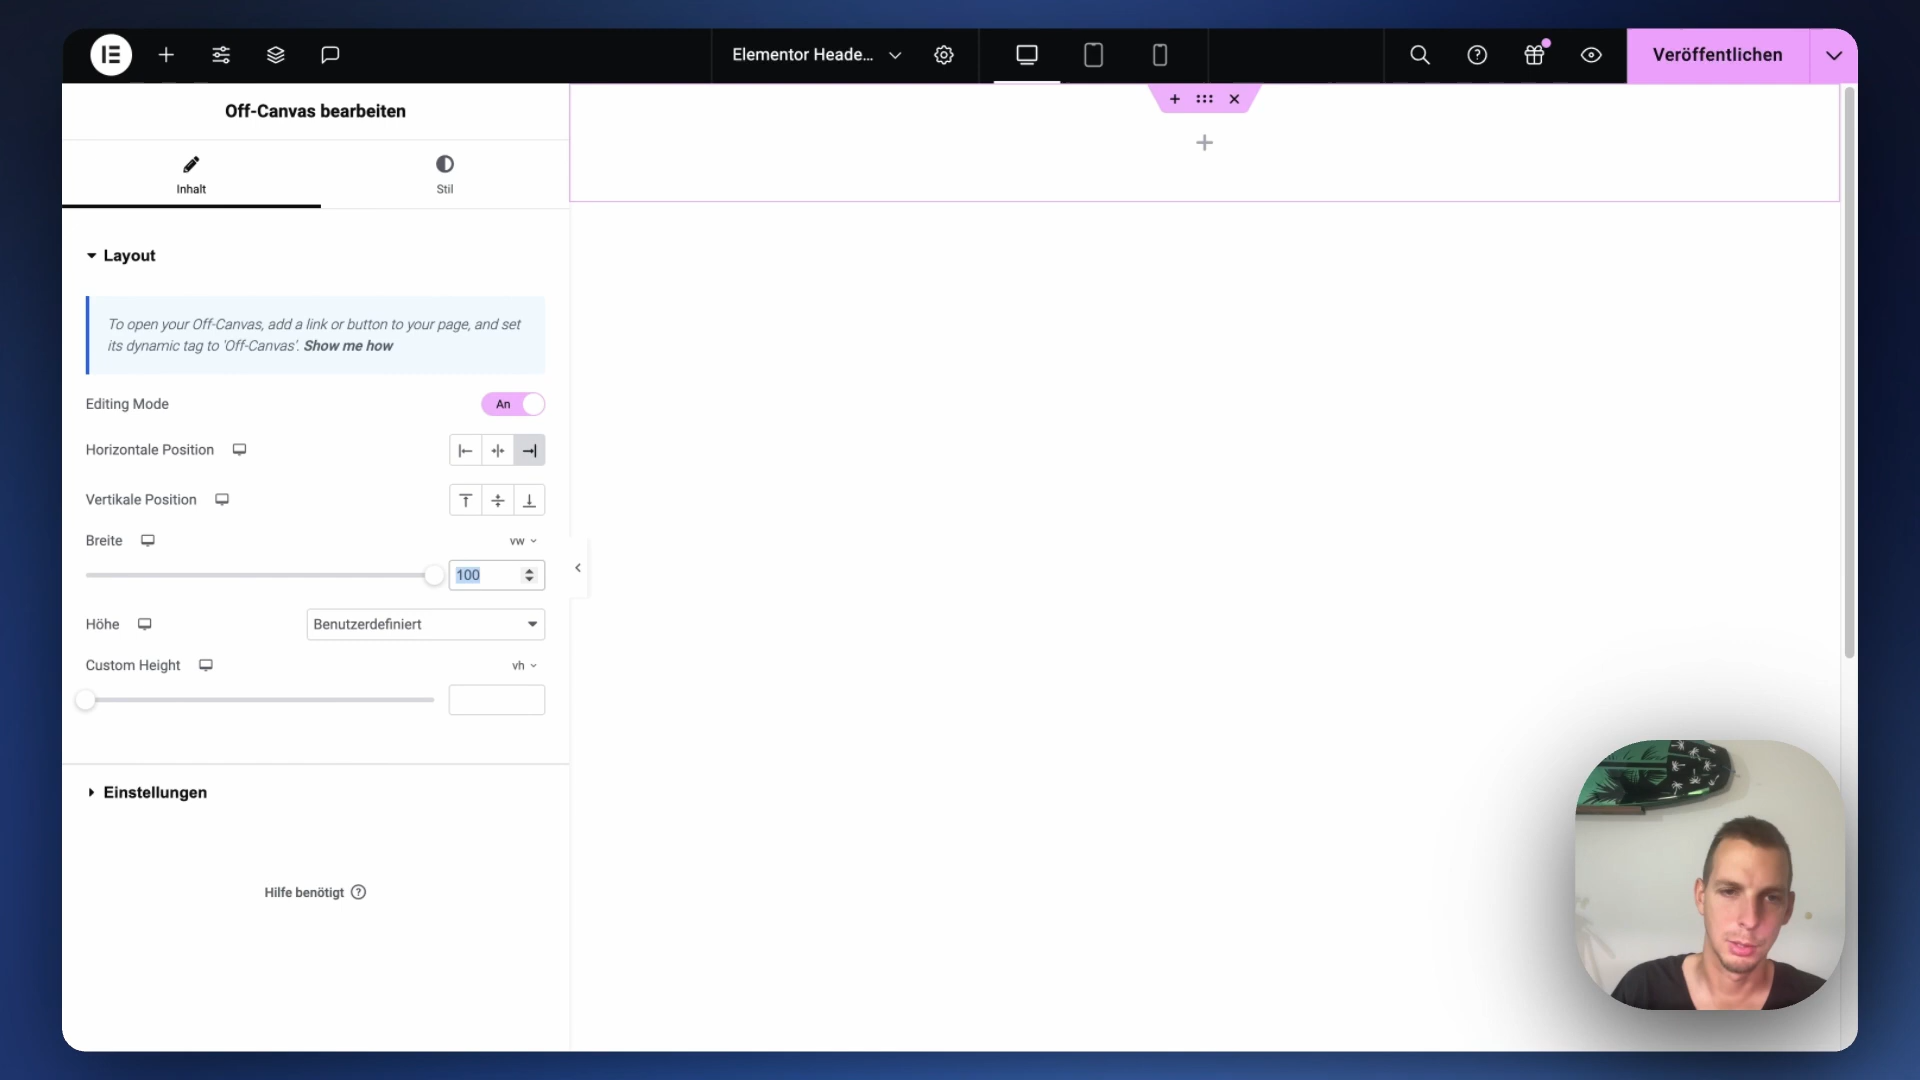 Elementor Heade...
Veröffentlichen
Off-Canvas bearbeiten
Inhalt
Stil
Layout
To open your Off-Canvas, add a link or button to your page, and set
its dynamic tag to 'Off-Canvas'. Show me how
Editing Mode
An
Horizontale Position
Vertikale Position
Breite
vw
100
Höhe
Benutzerdefiniert
Custom Height
vh
Einstellungen
Hilfe benötigt